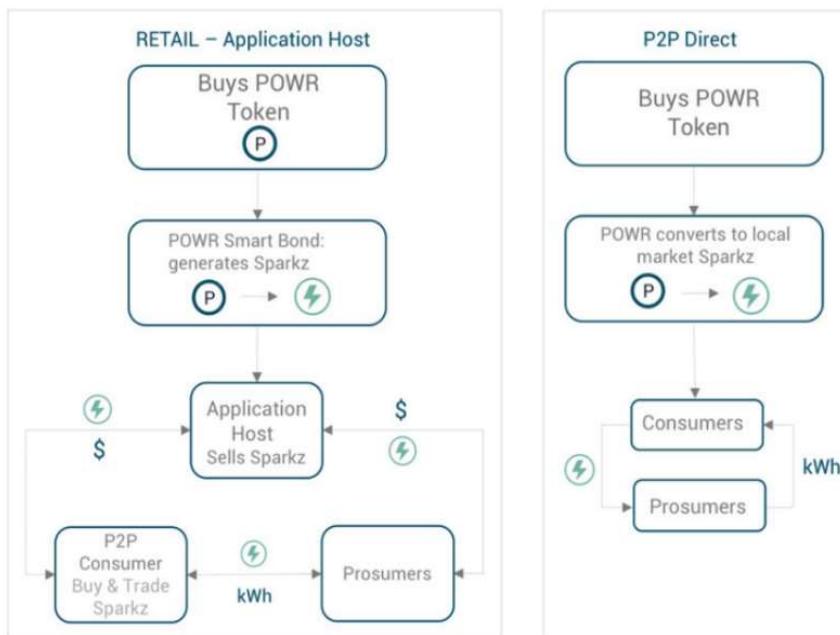 RETAIL – Application Host
Buys POWR
Token
P
POWR Smart Bond:
generates Sparkz
P
Application
Host
Sells Sparkz
$
$
P2P
Consumer
Buy & Trade
Sparkz
kWh
Prosumers
P2P Direct
Buys POWR
Token
POWR converts to local
market Sparkz
P
Consumers
kWh
Prosumers